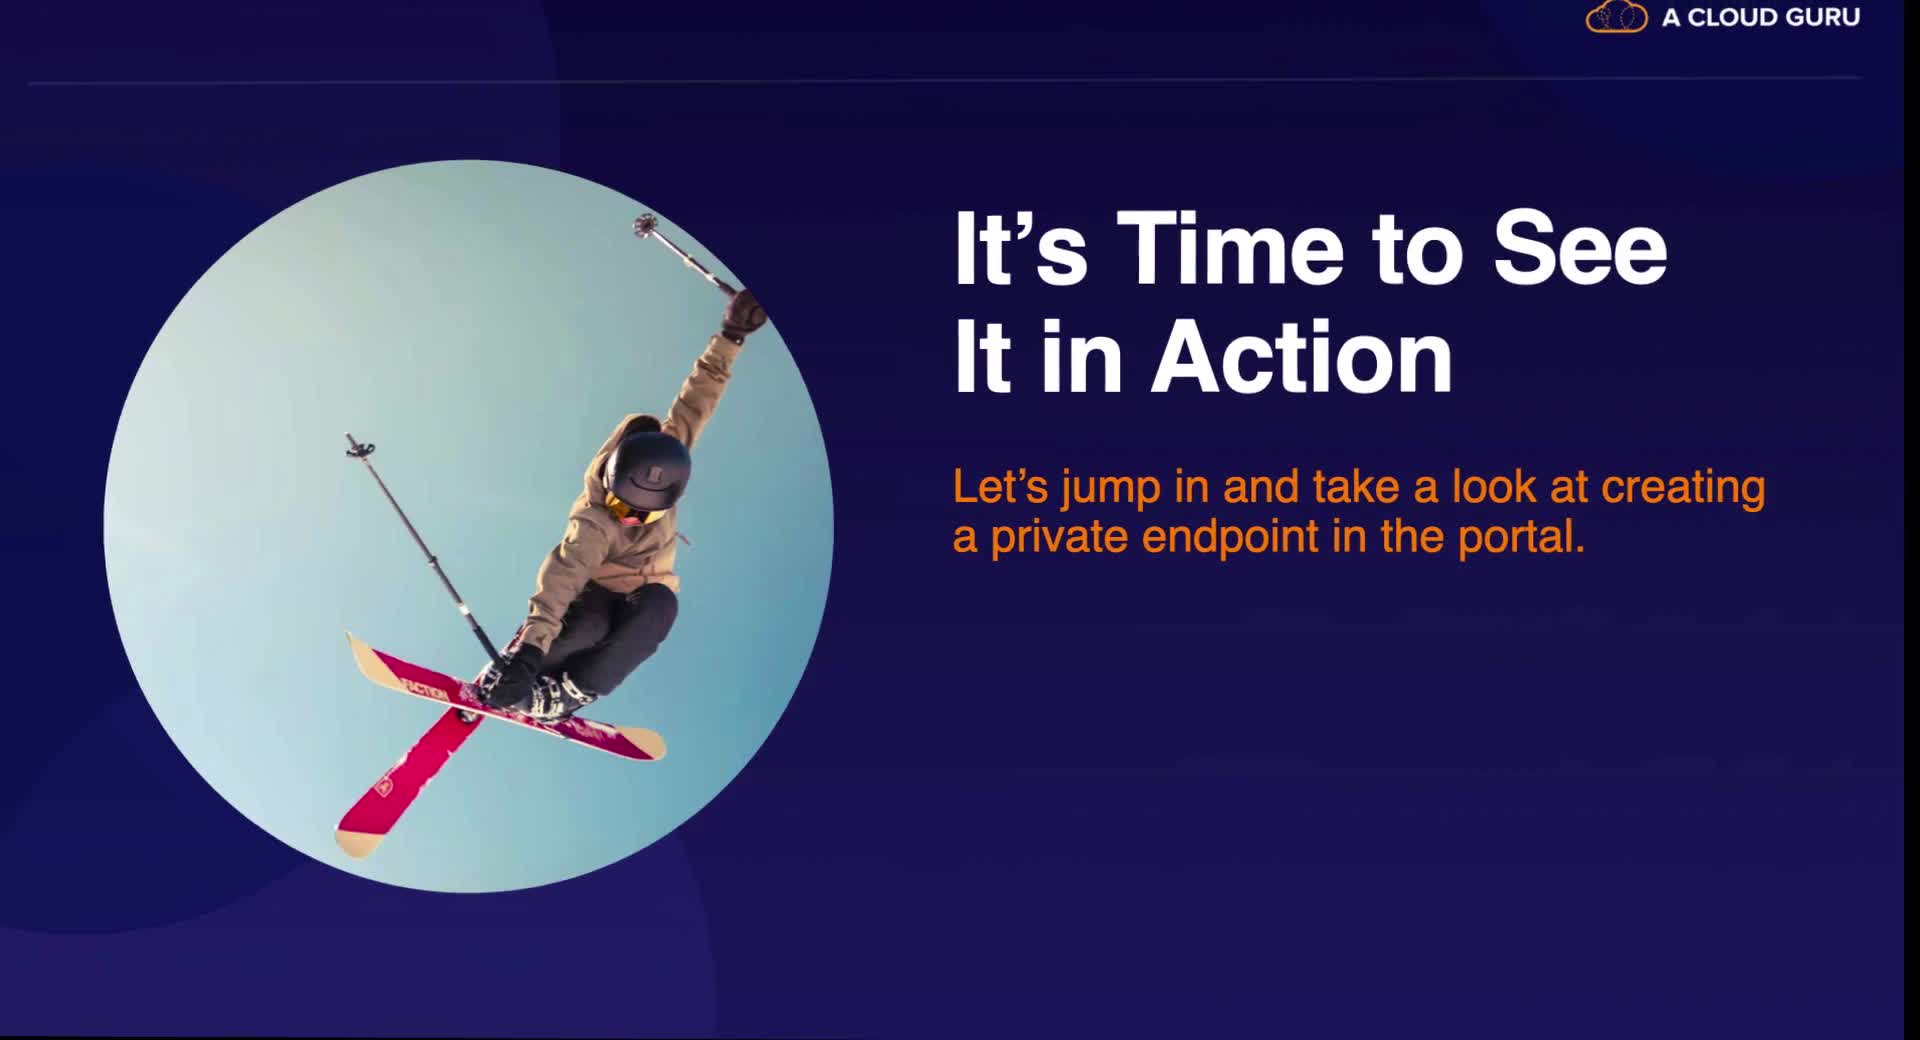 A CLOUD GURU
It’s Time to See
It in Action
Let’s jump in and take a look at creating
a private endpoint in the portal.
FACTION